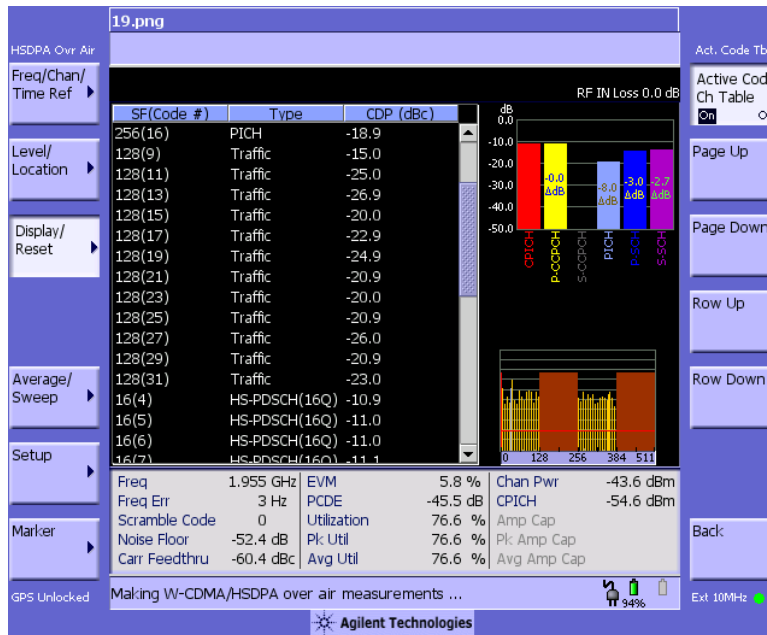 19.png
HSDPA Ovr Air
Freq/Chan/
Time Ref
Level/
Location
Display/
Reset
Average/
Sweep
Setup
Marker
GPS Unlocked
RF IN Loss 0.0 dB
SF(Code #) Type CDP (dBc)
256(16) PICH -18.9
128(9) Traffic -15.0
128(11) Traffic -25.0
128(13) Traffic -26.9
128(15) Traffic -20.0
128(17) Traffic -22.9
128(19) Traffic -24.9
128(21) Traffic -20.9
128(23) Traffic -20.0
128(25) Traffic -20.9
128(27) Traffic -26.0
128(29) Traffic -20.9
128(31) Traffic -23.0
16(4) HS-PDSCH(16Q) -10.9
16(5) HS-PDSCH(16Q) -11.0
16(6) HS-PDSCH(16Q) -11.0
16(7) HS-PDSCH(16Q) -11.1
dB
0.0
-10.0
-20.0
-30.0
-40.0
-50.0
-0.0 -8.0 -3.0 -2.7
ΔdB ΔdB ΔdB ΔdB
CPICH P-CCPCH S-CCPCH PICH P-SCH S-SCH
0 128 256 384 511
Freq 1.955 GHz EVM 5.8 % Chan Pwr -43.6 dBm
Freq Err 3 Hz PCDE -45.5 dB CPICH -54.6 dBm
Scramble Code 0 Utilization 76.6 % Amp Cap
Noise Floor -52.4 dB Pk Util 76.6 % Pk Amp Cap
Carr Feedthru -60.4 dBc Avg Util 76.6 % Avg Amp Cap
Making W-CDMA/HSDPA over air measurements ...
94%
Agilent Technologies
Act. Code Tb
Active Cod
Ch Table
On O
Page Up
Page Down
Row Up
Row Down
Back
Ext 10MHz